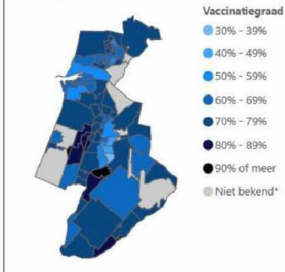 Vaccinatiegraad
30% - 39%
40% - 49%
50% - 59%
60% - 69%
70% - 79%
80% - 89%
90% of meer
Niet bekend*